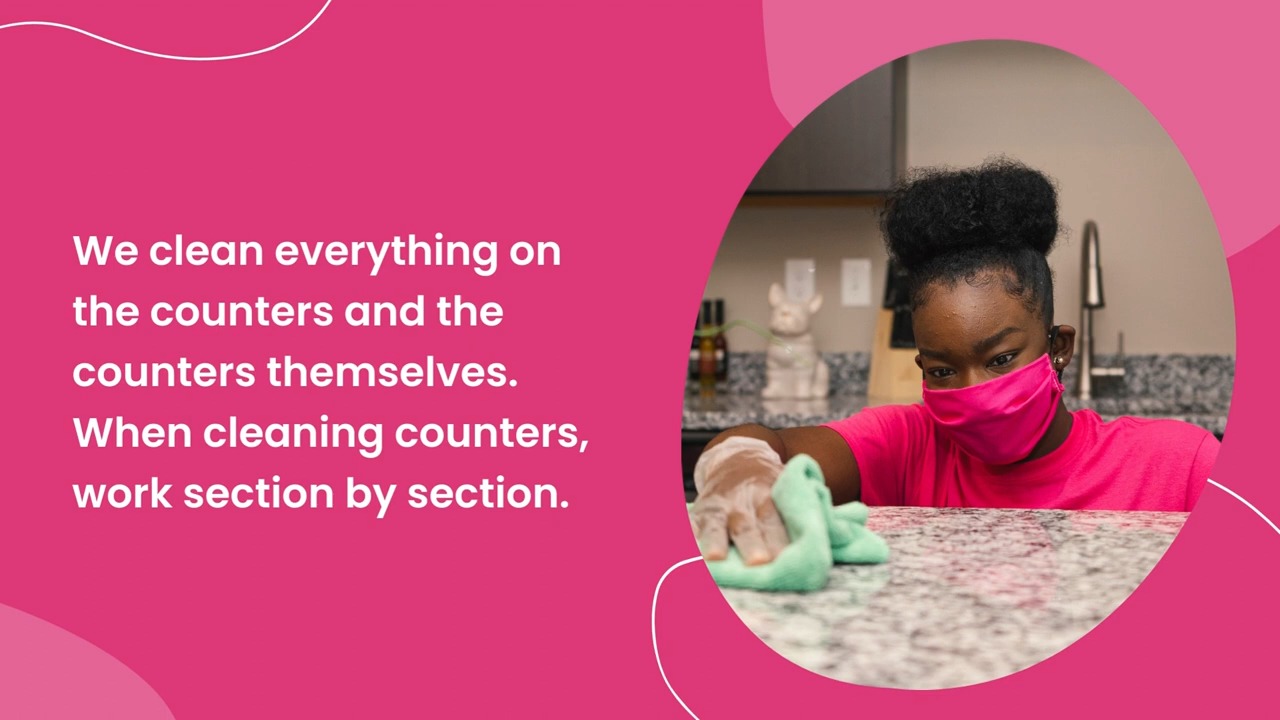 We clean everything on
the counters and the
counters themselves.
When cleaning counters,
work section by section.